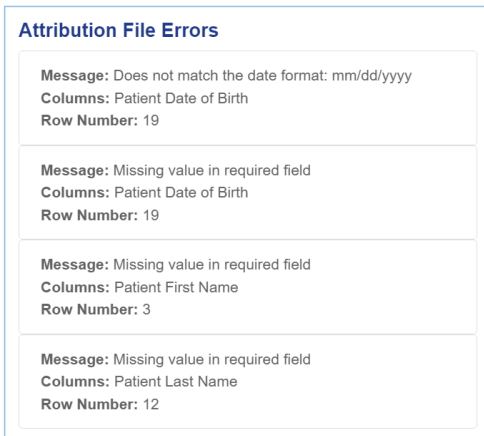 Attribution File Errors
Message: Does not match the date format: mm/dd/yyyy
Columns: Patient Date of Birth
Row Number: 19
Message: Missing value in required field
Columns: Patient Date of Birth
Row Number: 19
Message: Missing value in required field
Columns: Patient First Name
Row Number: 3
Message: Missing value in required field
Columns: Patient Last Name
Row Number: 12